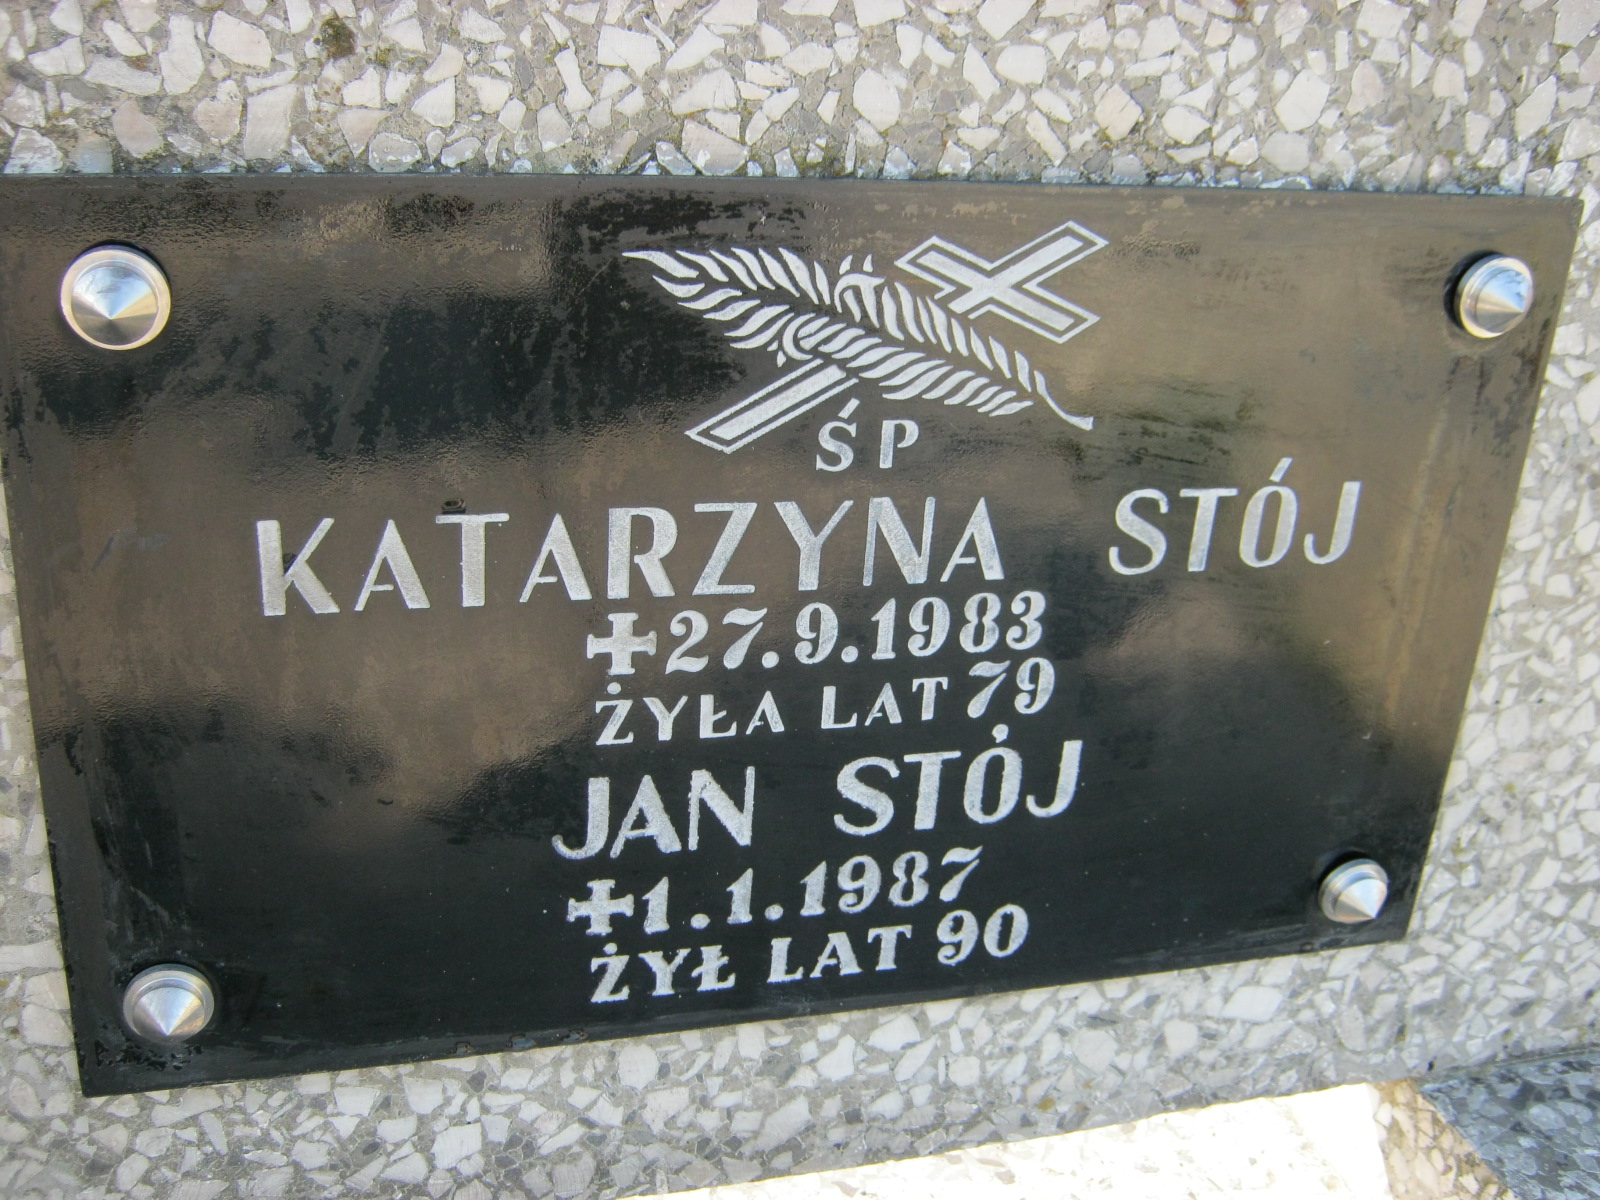 ŚP
KATARZYNA STÓJ
✚27.9.1983
ŻYŁA LAT 79
JAN STÓJ
✚1.1.1987
ŻYŁ LAT 90